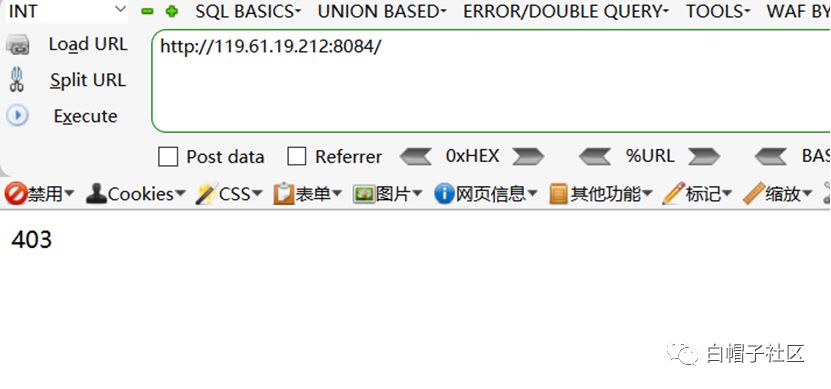 INT SQL BASICS UNION BASED ERROR/DOUBLE QUERY TOOLS WAF BY
Load URL http://119.61.19.212:8084/
Split URL
Execute
Post data Referrer 0xHEX %URL BAS
禁用 Cookies CSS 表单 图片 网页信息 其他功能 标记 缩放
403
白帽子社区